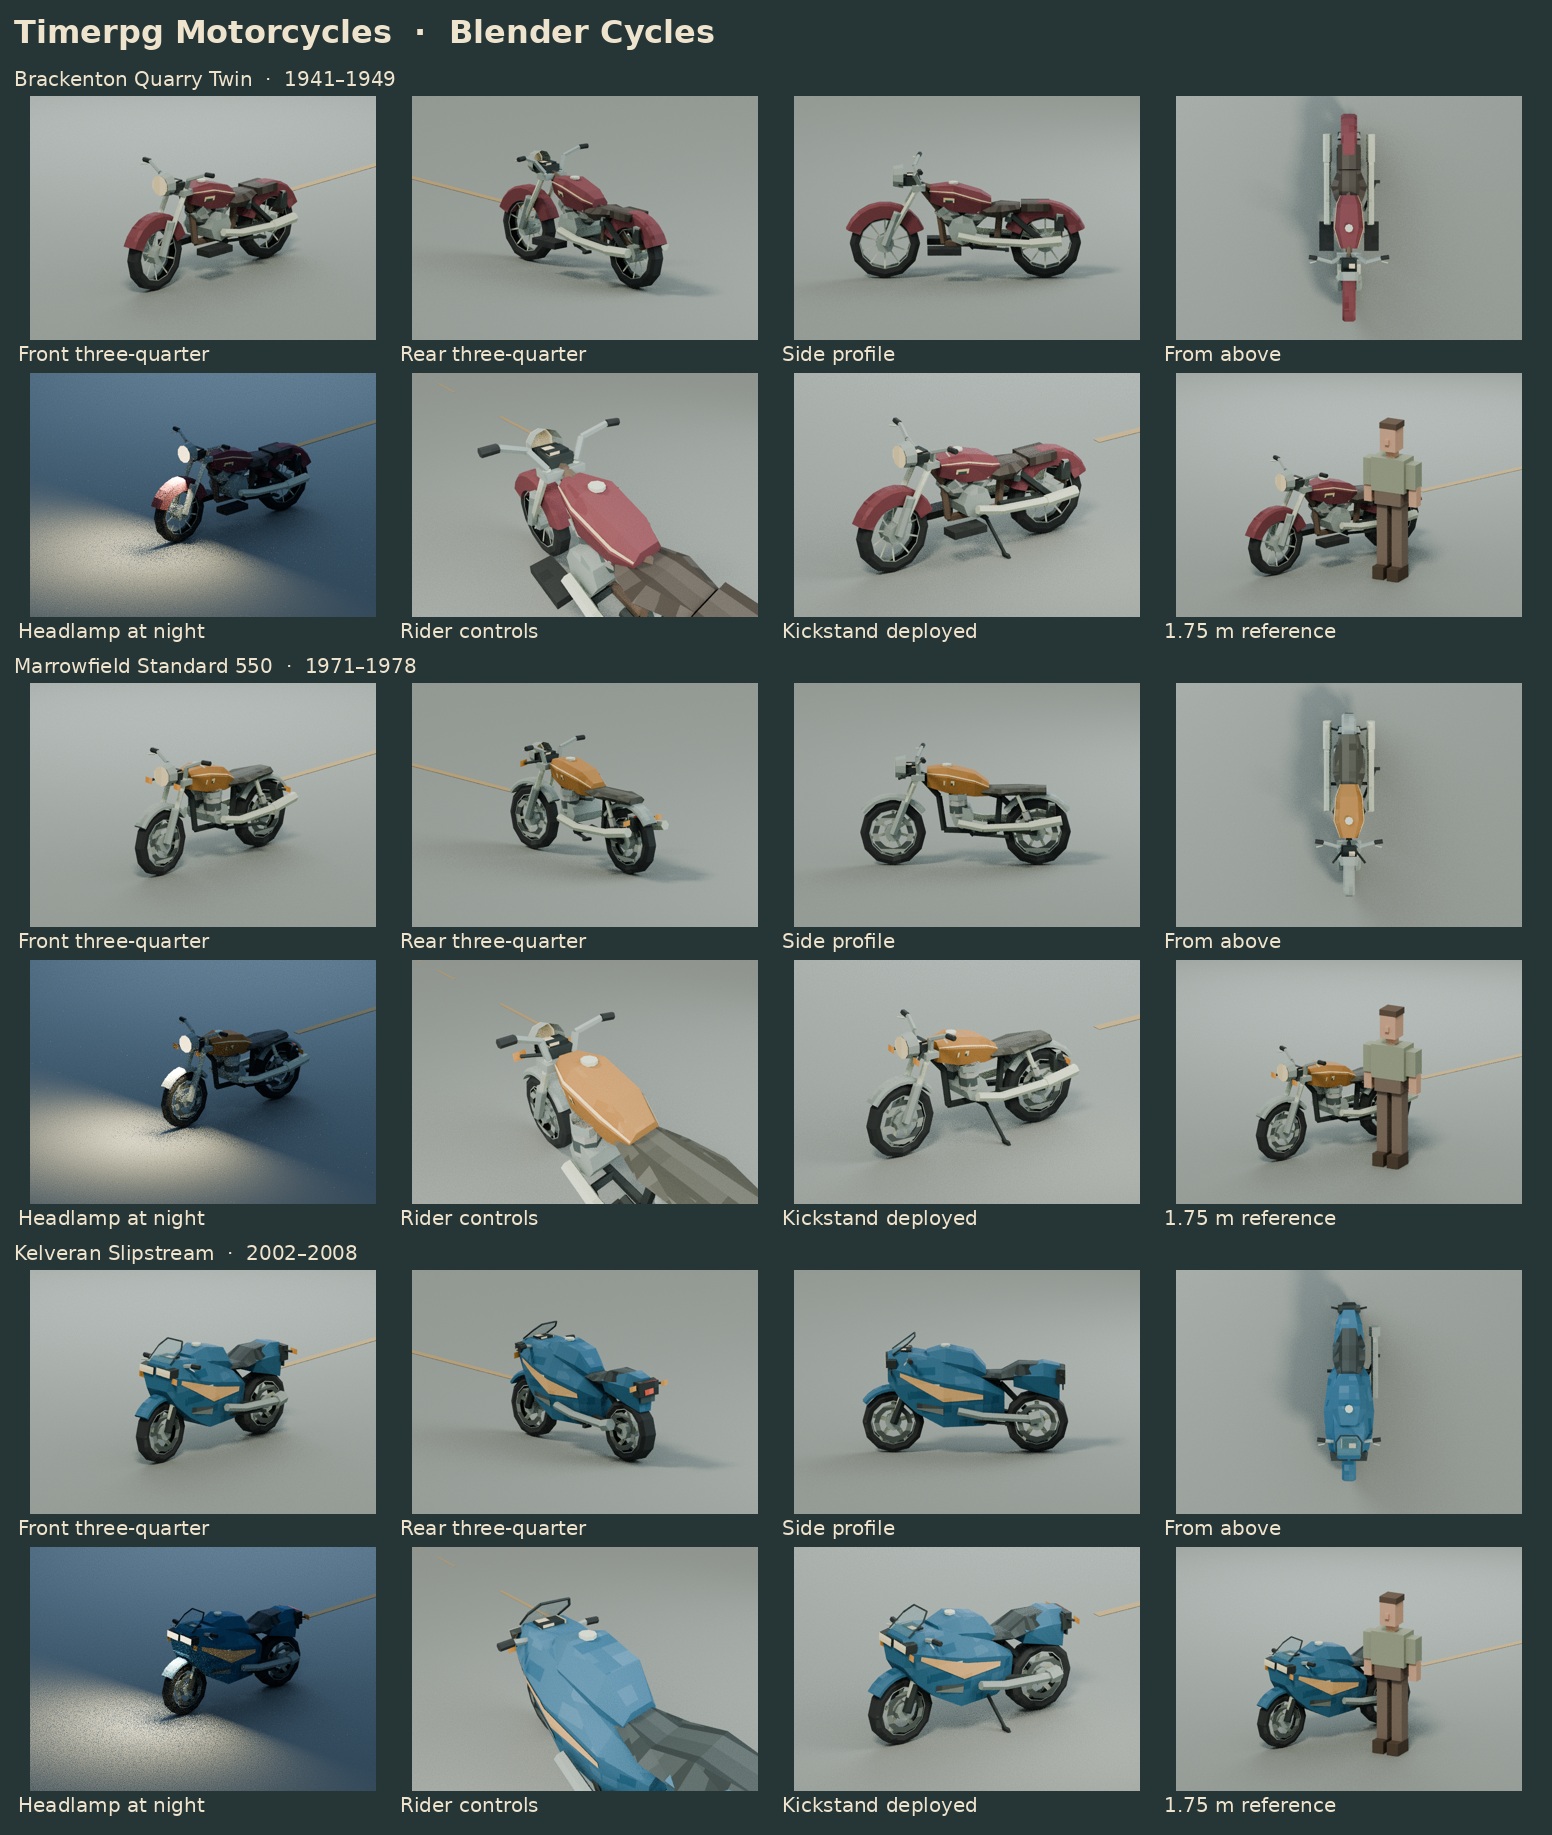 Timerpg Motorcycles · Blender Cycles
Brackenton Quarry Twin · 1941–1949
Front three-quarter Rear three-quarter Side profile From above
Headlamp at night Rider controls Kickstand deployed 1.75 m reference
Marrowfield Standard 550 · 1971–1978
Front three-quarter Rear three-quarter Side profile From above
Headlamp at night Rider controls Kickstand deployed 1.75 m reference
Kelveran Slipstream · 2002–2008
Front three-quarter Rear three-quarter Side profile From above
Headlamp at night Rider controls Kickstand deployed 1.75 m reference